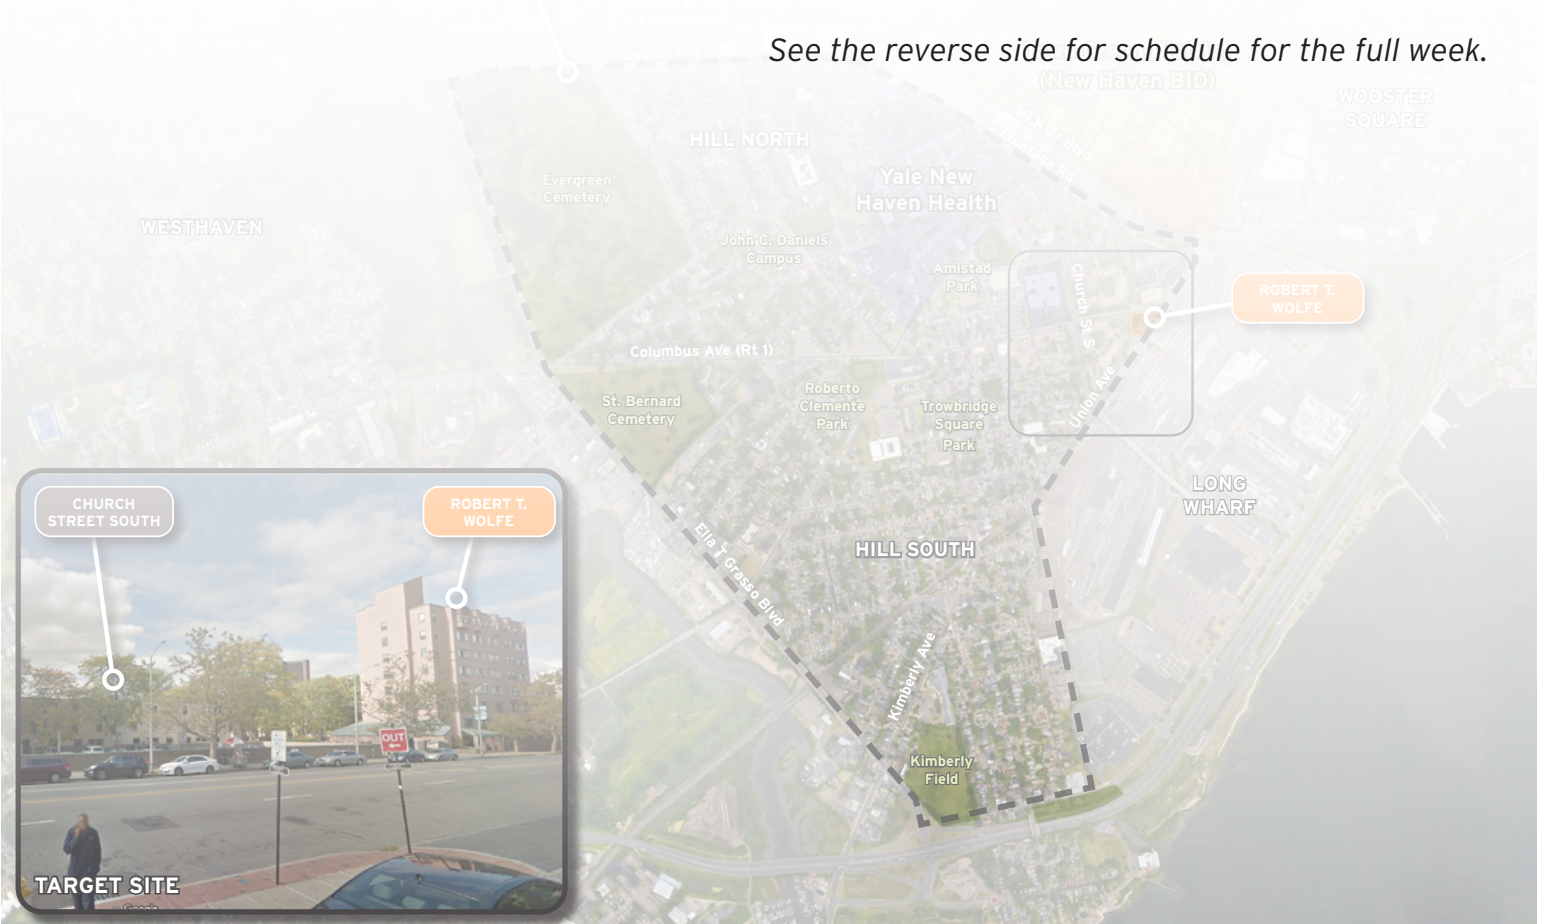 See the reverse side for schedule for the full week.
(New Haven BID)
WOOSTER
SQUARE
HILL NORTH
Evergreen
Cemetery
Yale New
Haven Health
WESTHAVEN
John C. Daniels
Campus
Amistad
Park
Church St S
ROBERT T.
WOLFE
Columbus Ave (Rt 1)
Union Ave
St. Bernard
Cemetery
Roberto
Clemente
Park
Trowbridge
Square
Park
LONG
WHARF
CHURCH
STREET SOUTH
ROBERT T.
WOLFE
Ella T Grasso Blvd
HILL SOUTH
Kimberly Ave
OUT
Kimberly
Field
TARGET SITE
Google